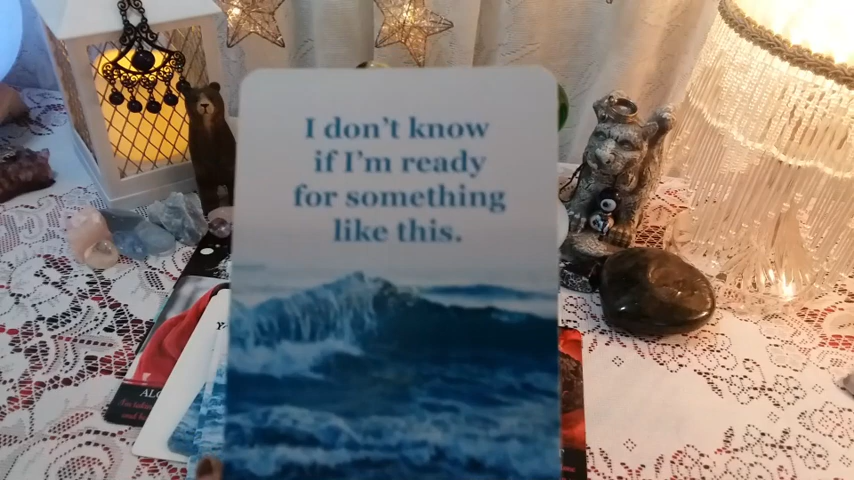 I don't know
if I'm ready
for something
like this.